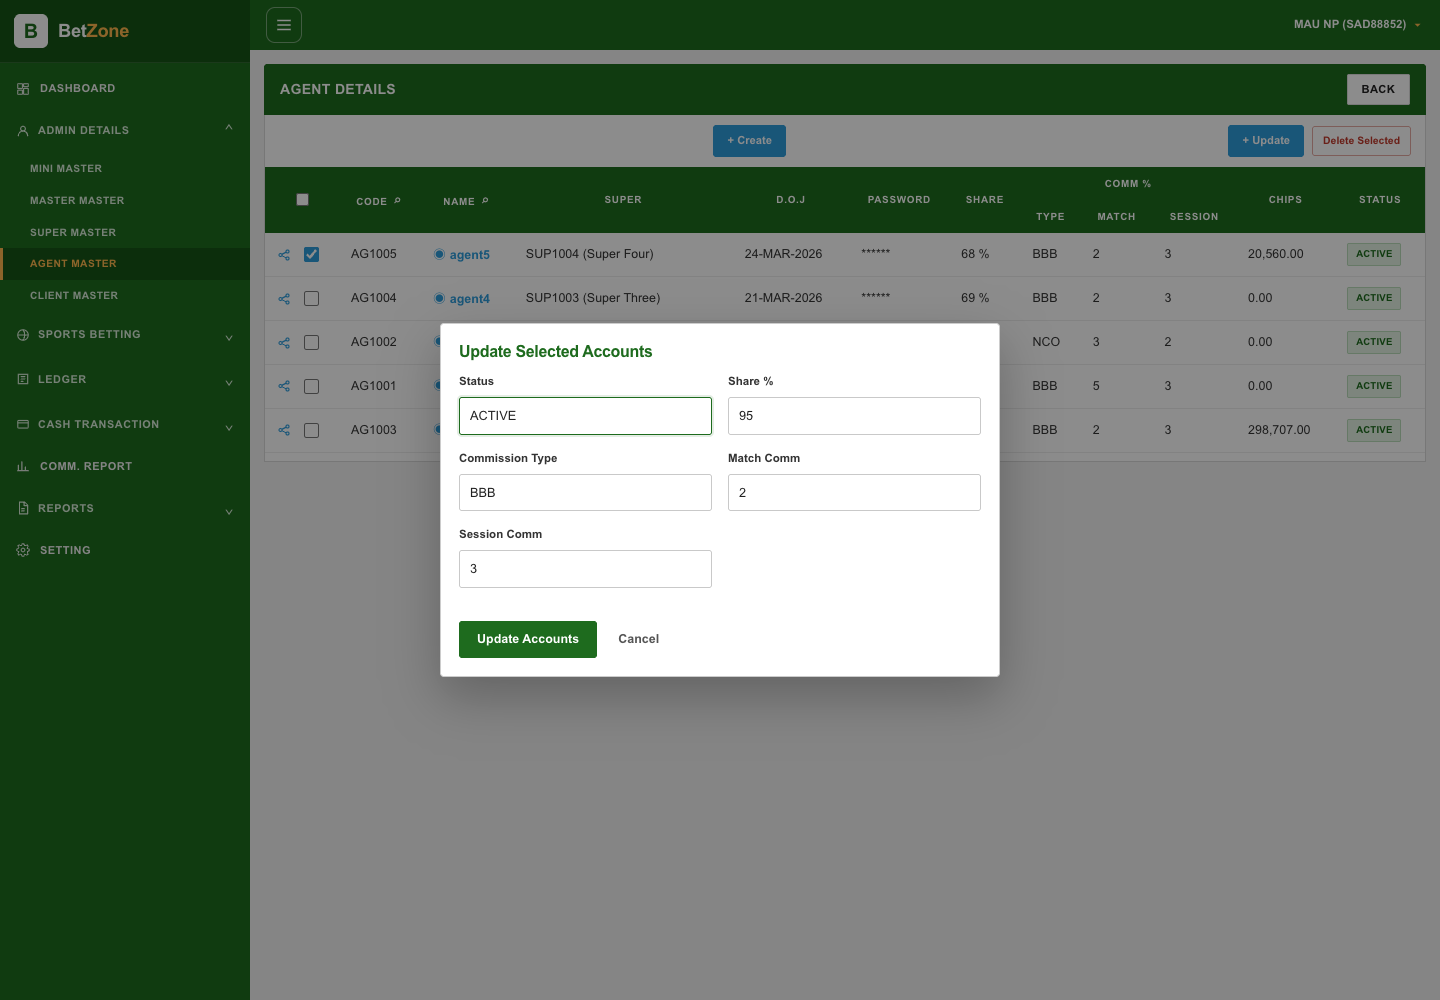 B BetZone
MAU NP (SAD88852)
DASHBOARD
ADMIN DETAILS
MINI MASTER
MASTER MASTER
SUPER MASTER
AGENT MASTER
CLIENT MASTER
SPORTS BETTING
LEDGER
CASH TRANSACTION
COMM. REPORT
REPORTS
SETTING
AGENT DETAILS
BACK
+ Create
+ Update
Delete Selected
CODE NAME SUPER D.O.J PASSWORD SHARE COMM % CHIPS STATUS
TYPE MATCH SESSION
AG1005 agent5 SUP1004 (Super Four) 24-MAR-2026 ****** 68 % BBB 2 3 20,560.00 ACTIVE
AG1004 agent4 SUP1003 (Super Three) 21-MAR-2026 ****** 69 % BBB 2 3 0.00 ACTIVE
AG1002 NCO 3 2 0.00 ACTIVE
AG1001 BBB 5 3 0.00 ACTIVE
AG1003 BBB 2 3 298,707.00 ACTIVE
Update Selected Accounts
Status Share %
ACTIVE 95
Commission Type Match Comm
BBB 2
Session Comm
3
Update Accounts Cancel